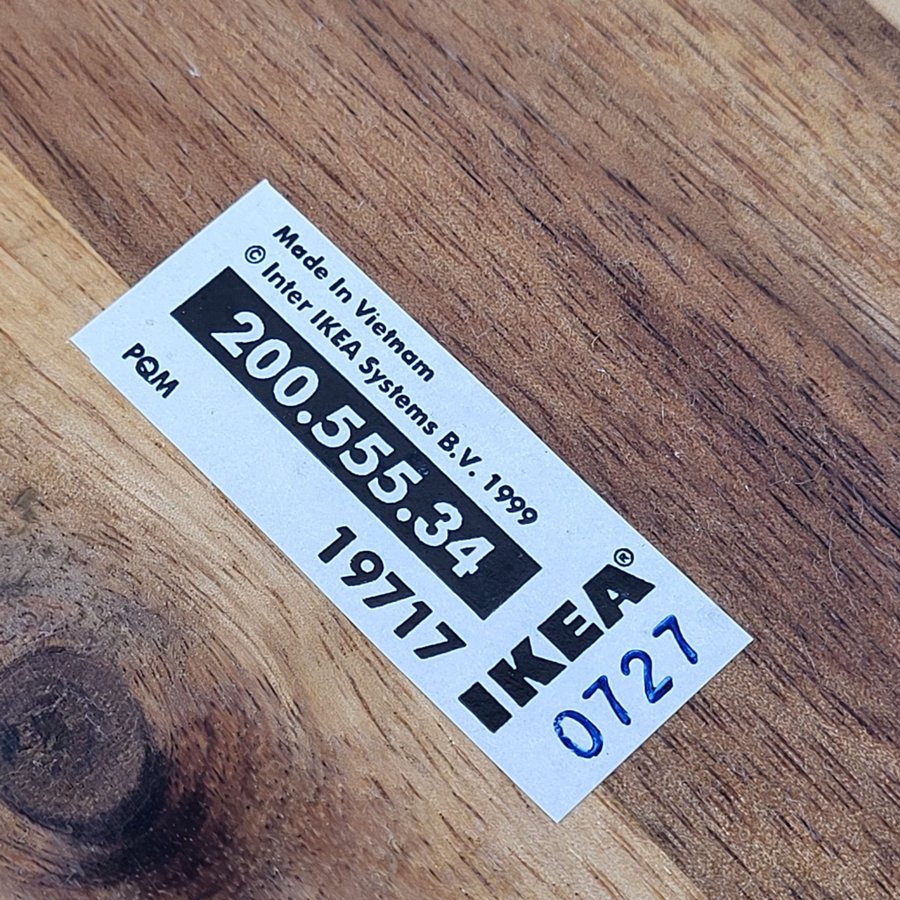 Made In Vietnam
© Inter IKEA Systems B.V. 1999
200.555.34
PQM
19717
IKEA®
0727